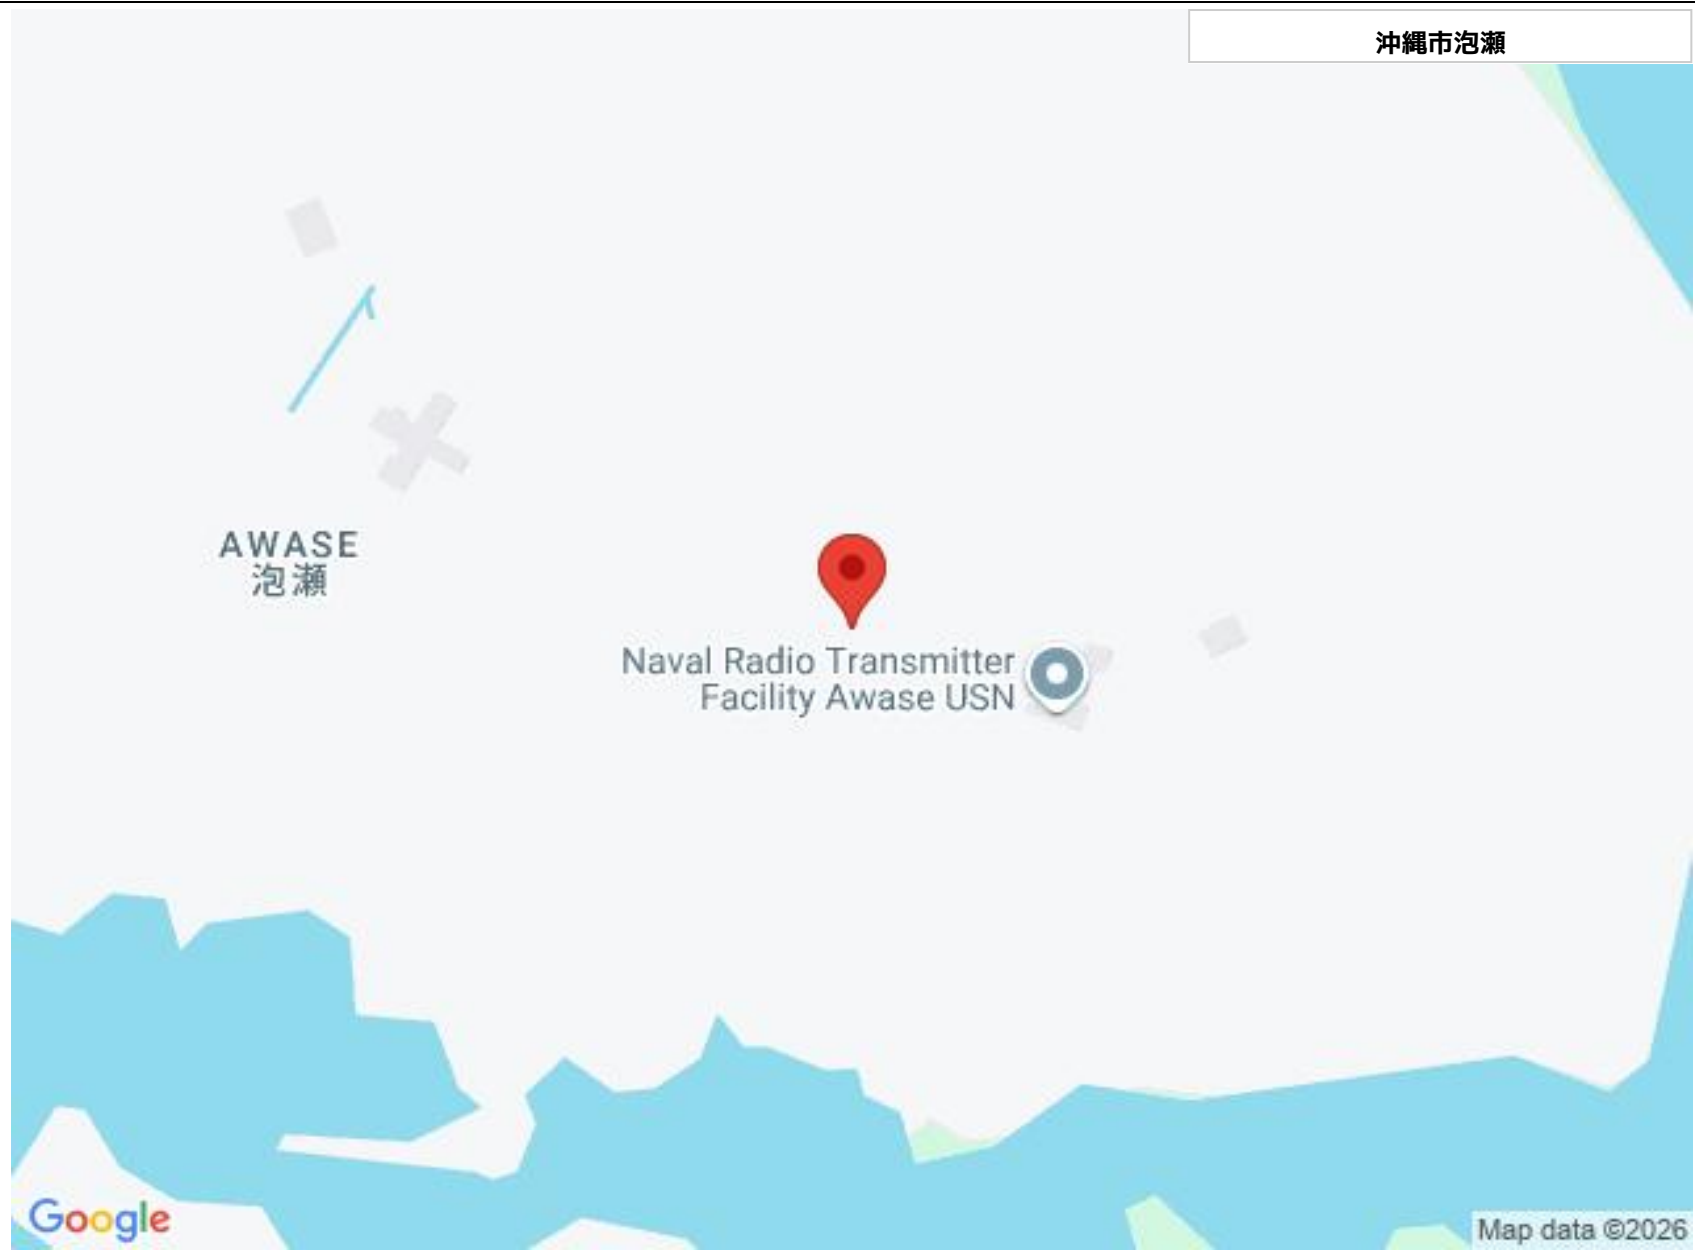 沖縄市泡瀬
AWASE
泡瀬
Naval Radio Transmitter
Facility Awase USN
Google
Map data ©2026